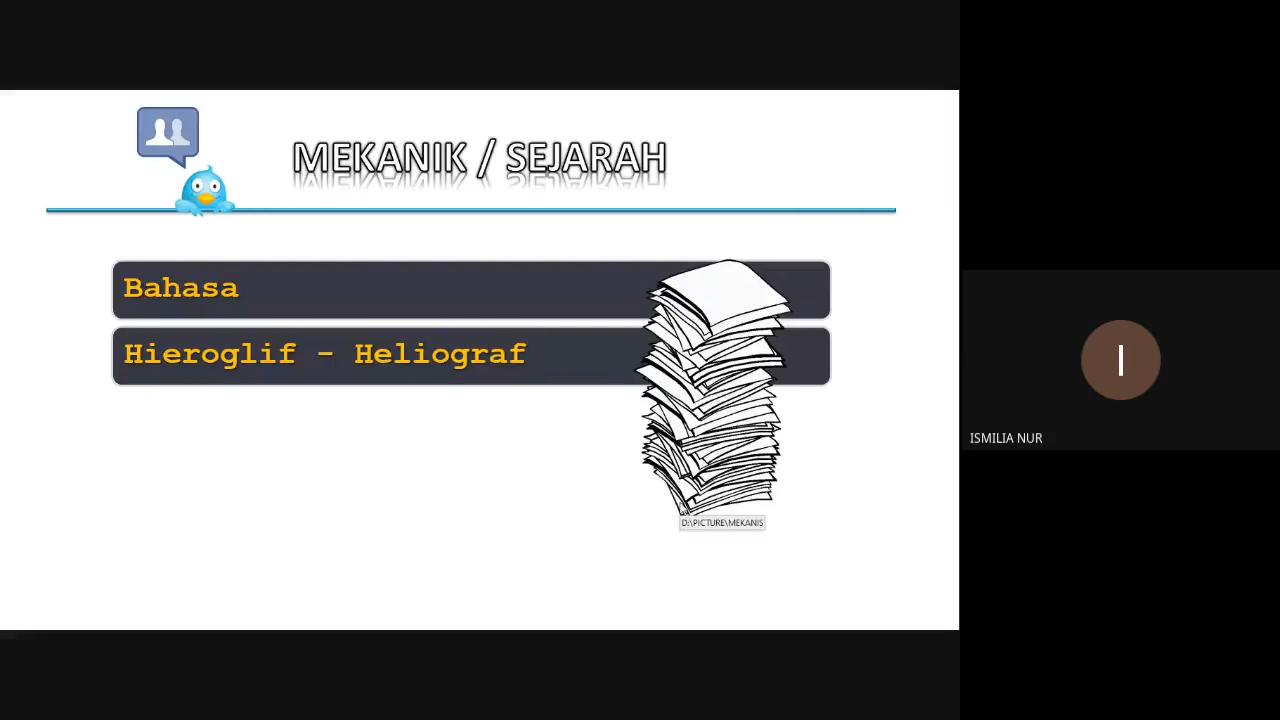 MEKANIK / SEJARAH
Bahasa
Hieroglif - Heliograf
D:\PICTURE\MEKANIS
I
ISMILIA NUR